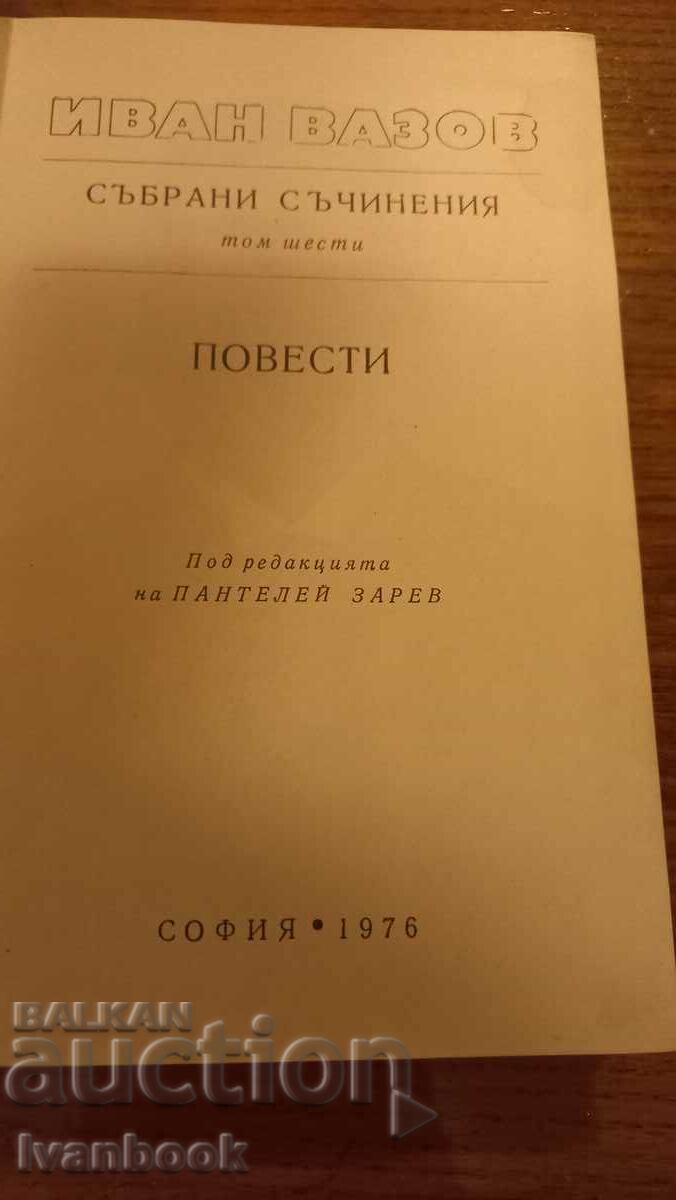 ИВАН ВАЗОВ
СЪБРАНИ СЪЧИНЕНИЯ
том шести
ПОВЕСТИ
Под редакцията
на ПАНТЕЛЕЙ ЗАРЕВ
СОФИЯ • 1976
BALKAN
auction
Ivanbook